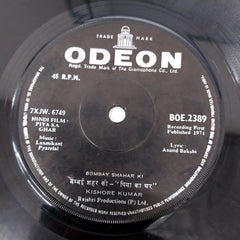 TRADE MARK
ODEON
Regd. Trade Mark of The Gramophone Co. Ltd.
45 R.P.M.
7XJW. 6749
HINDI FILM -
PIYA KA
GHAR
Music:
Laxmikant
Pyarelal
BOE.2389
Recording First
Published 1971
Lyric:
Anand Bakshi
BOMBAY SHAHAR KI
"बम्बई शहर की" - "पिया का घर"
KISHORE KUMAR
Rajshri Productions (P) Ltd.